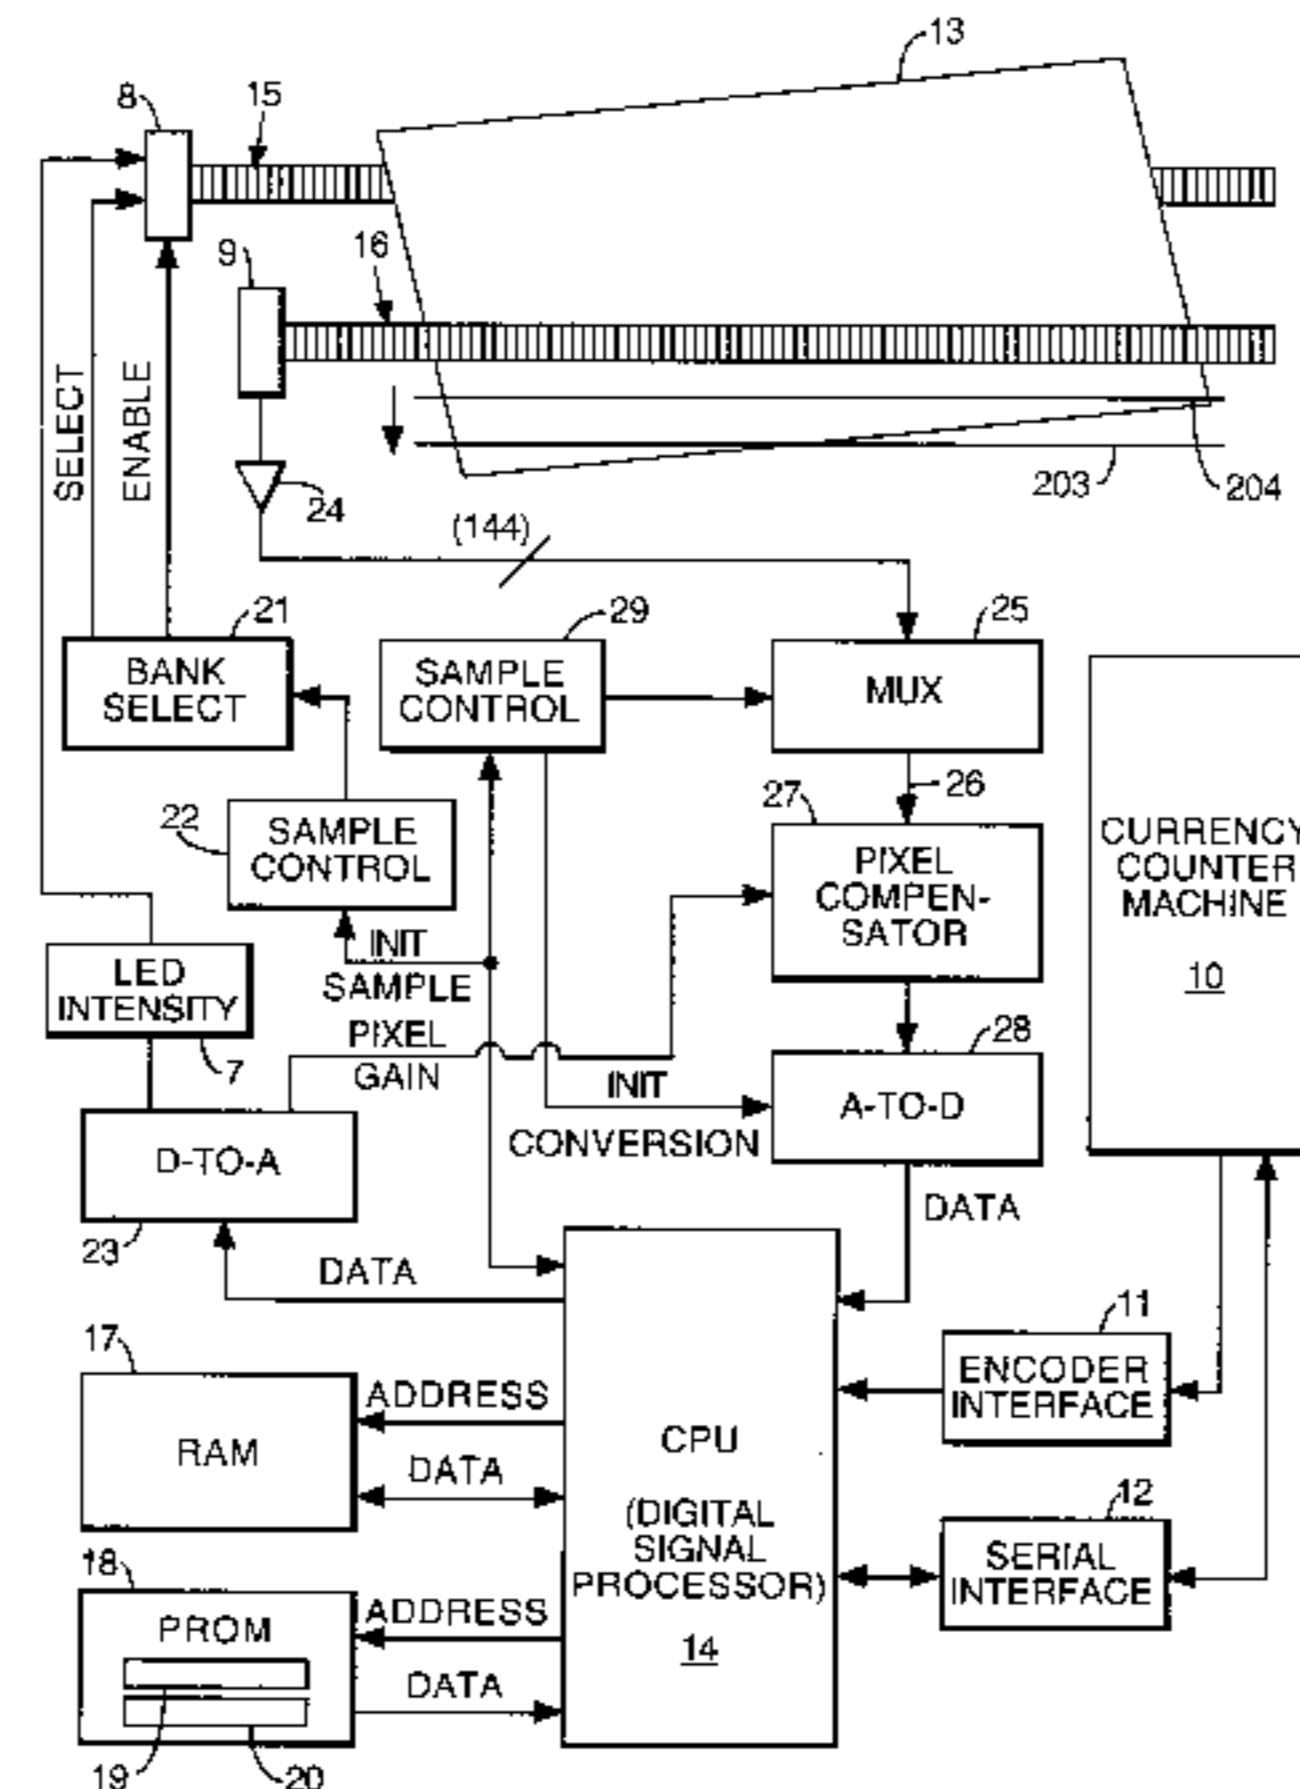 13
8
15
9
16
SELECT
ENABLE
24
203
204
(144)
21
29
25
BANK
SELECT
SAMPLE
CONTROL
MUX
26
22
SAMPLE
CONTROL
27
PIXEL
COMPEN-
SATOR
CURRENCY
COUNTER
MACHINE
10
INIT
SAMPLE
LED
INTENSITY
7
PIXEL
GAIN
28
INIT
CONVERSION
A-TO-D
D-TO-A
23
DATA
DATA
17
RAM
ADDRESS
DATA
CPU
(DIGITAL
SIGNAL
PROCESSOR)
14
11
ENCODER
INTERFACE
12
SERIAL
INTERFACE
18
PROM
ADDRESS
DATA
19
20